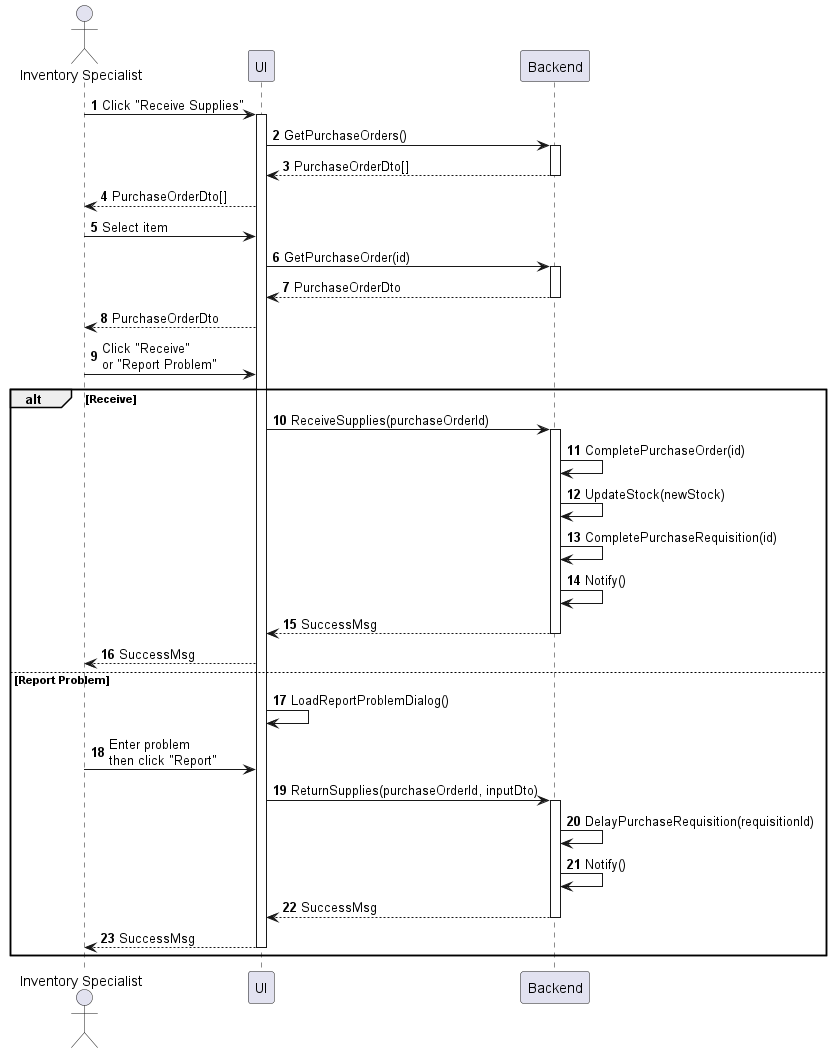 Inventory Specialist
UI
Backend
1 Click "Receive Supplies"
2 GetPurchaseOrders()
3 PurchaseOrderDto[]
4 PurchaseOrderDto[]
5 Select item
6 GetPurchaseOrder(id)
7 PurchaseOrderDto
8 PurchaseOrderDto
9 Click "Receive"
or "Report Problem"
alt [Receive]
10 ReceiveSupplies(purchaseOrderId)
11 CompletePurchaseOrder(id)
12 UpdateStock(newStock)
13 CompletePurchaseRequisition(id)
14 Notify()
15 SuccessMsg
16 SuccessMsg
[Report Problem]
17 LoadReportProblemDialog()
18 Enter problem
then click "Report"
19 ReturnSupplies(purchaseOrderId, inputDto)
20 DelayPurchaseRequisition(requisitionId)
21 Notify()
22 SuccessMsg
23 SuccessMsg
Inventory Specialist
UI
Backend